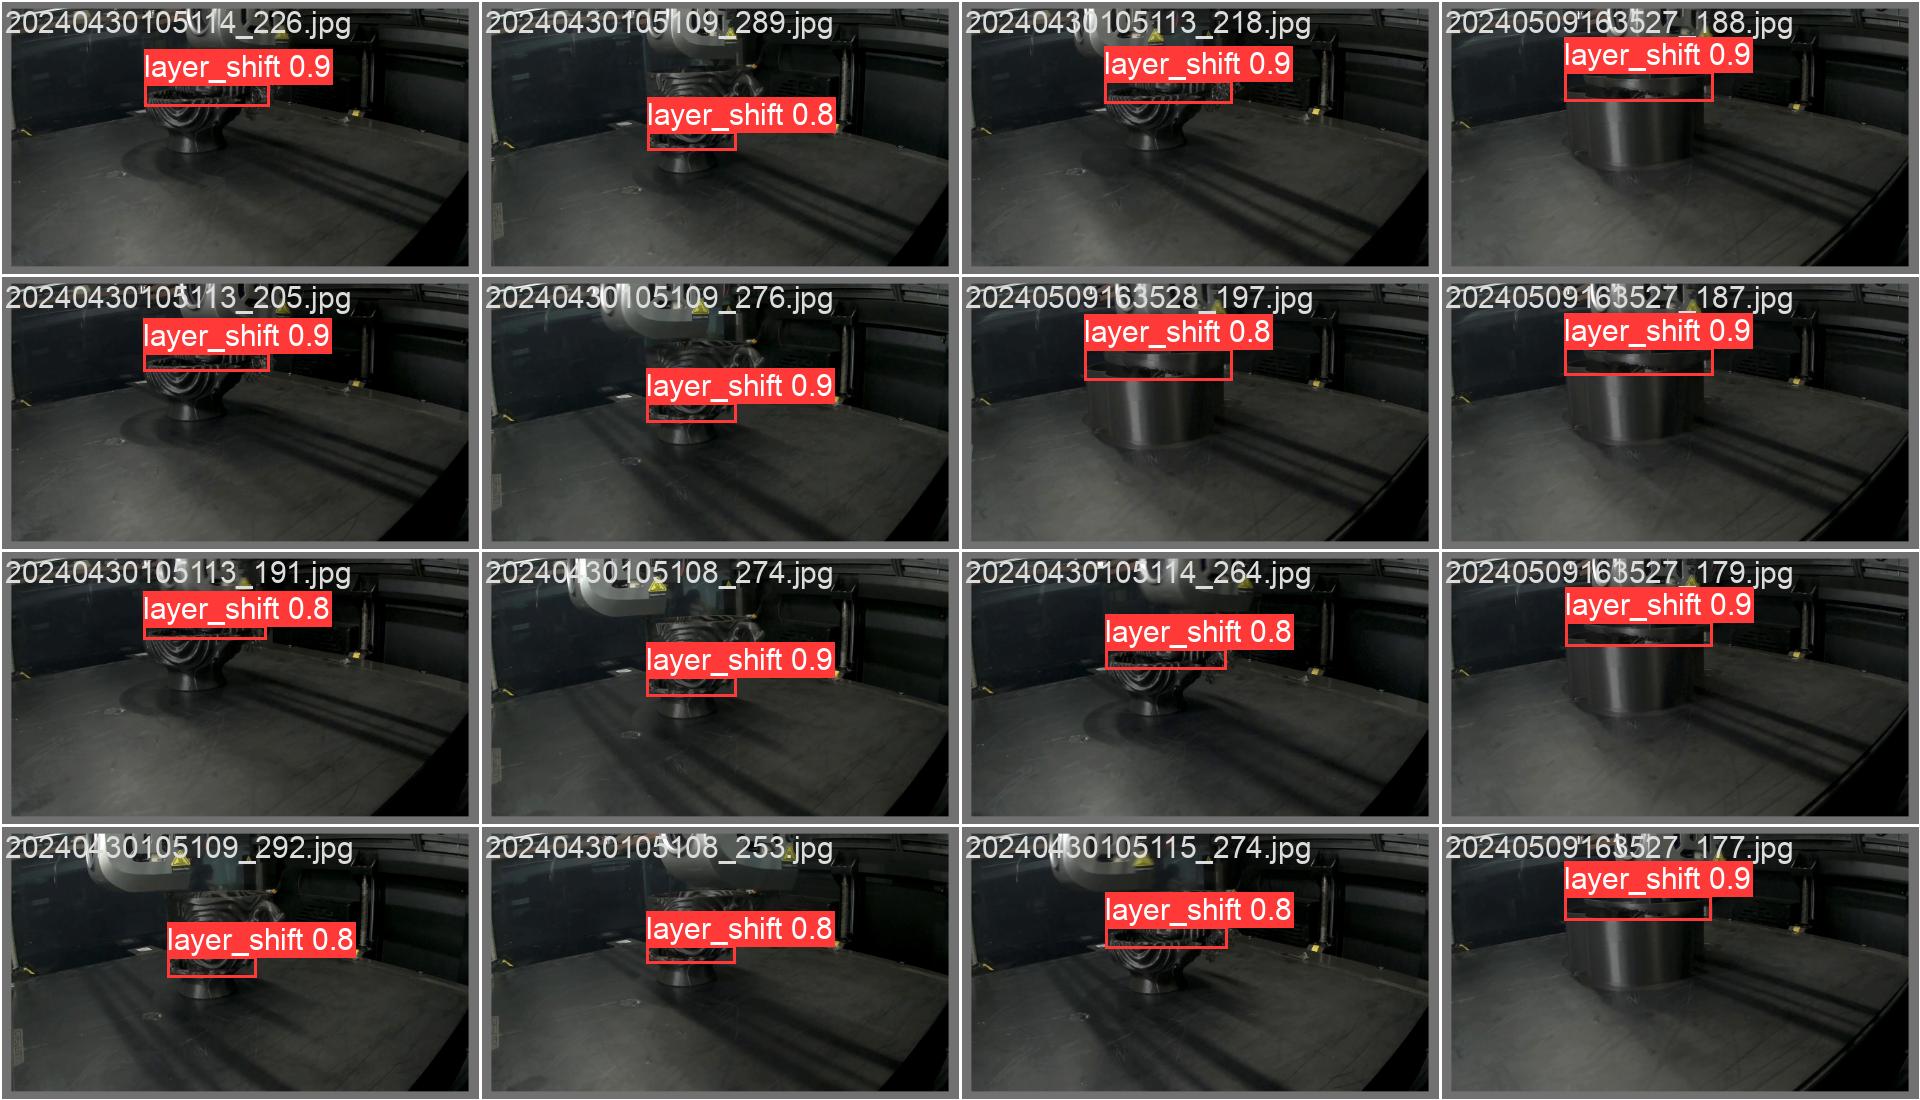 20240430105114_226.jpg
layer_shift 0.9
20240430105109_289.jpg
layer_shift 0.8
20240430105113_218.jpg
layer_shift 0.9
20240509163527_188.jpg
layer_shift 0.9
20240430105113_205.jpg
layer_shift 0.9
20240430105109_276.jpg
layer_shift 0.9
20240509163528_197.jpg
layer_shift 0.8
20240509163527_187.jpg
layer_shift 0.9
20240430105113_191.jpg
layer_shift 0.8
20240430105108_274.jpg
layer_shift 0.9
20240430105114_264.jpg
layer_shift 0.8
20240509163527_179.jpg
layer_shift 0.9
20240430105109_292.jpg
layer_shift 0.8
20240430105108_253.jpg
layer_shift 0.8
20240430105115_274.jpg
layer_shift 0.8
20240509163527_177.jpg
layer_shift 0.9